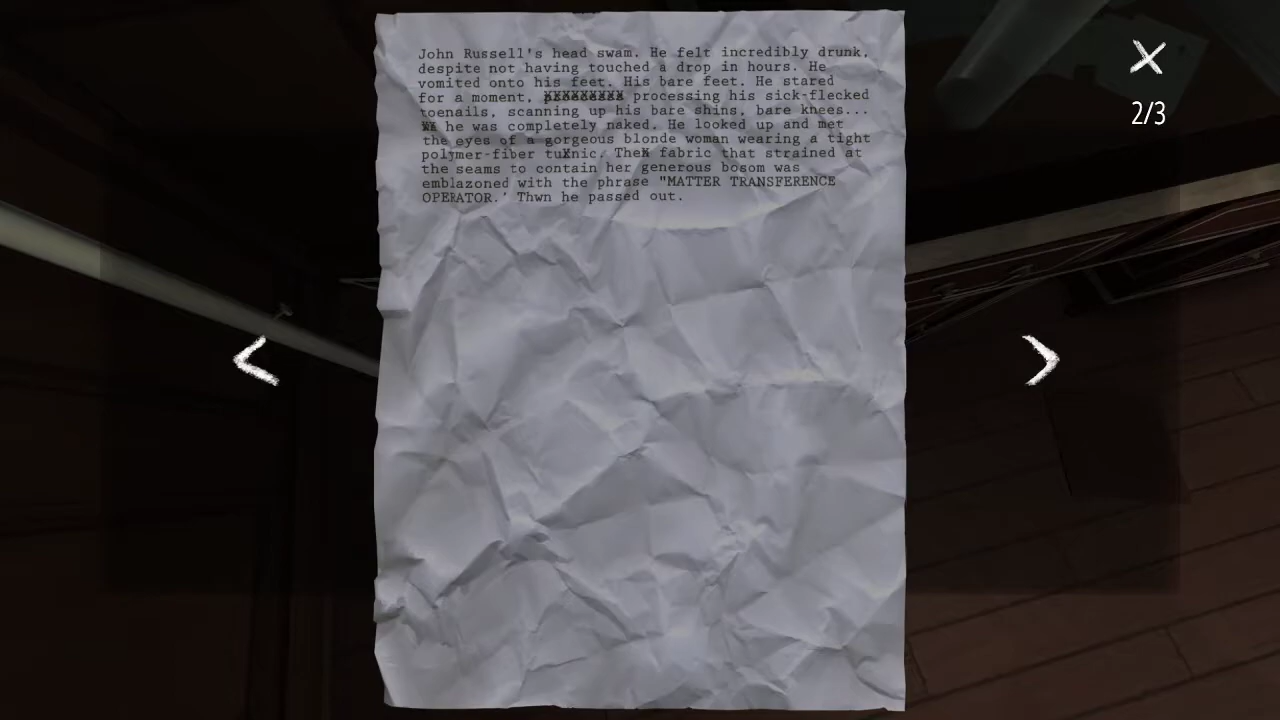 John Russell's head swam. He felt incredibly drunk,
despite not having touched a drop in hours. He
vomited onto his feet. His bare feet. He stared
for a moment, XXXXXXXXX processing his sick-flecked
toenails, scanning up his bare shins, bare knees...
XX he was completely naked. He looked up and met
the eyes of a gorgeous blonde woman wearing a tight
polymer-fiber tuXnic. TheX fabric that strained at
the seams to contain her generous bosom was
emblazoned with the phrase "MATTER TRANSFERENCE
OPERATOR.' Thwn he passed out.
2/3